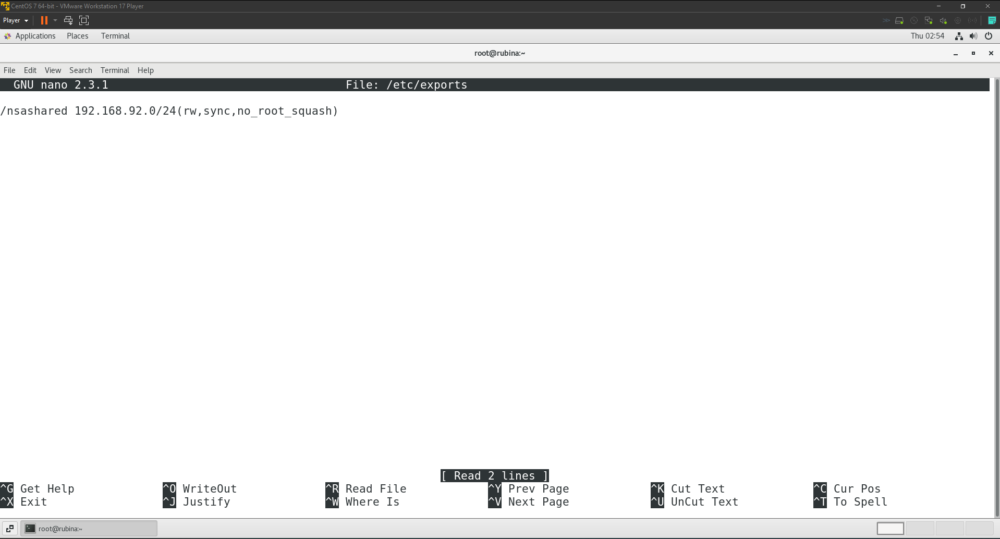 CentOS 7 64-bit - VMware Workstation 17 Player
Player
Applications Places Terminal Thu 02:54
root@rubina:~
File Edit View Search Terminal Help
GNU nano 2.3.1 File: /etc/exports
/nsashared 192.168.92.0/24(rw,sync,no_root_squash)
[ Read 2 lines ]
^G Get Help ^O WriteOut ^R Read File ^Y Prev Page ^K Cut Text ^C Cur Pos
^X Exit ^J Justify ^W Where Is ^V Next Page ^U UnCut Text ^T To Spell
root@rubina:~